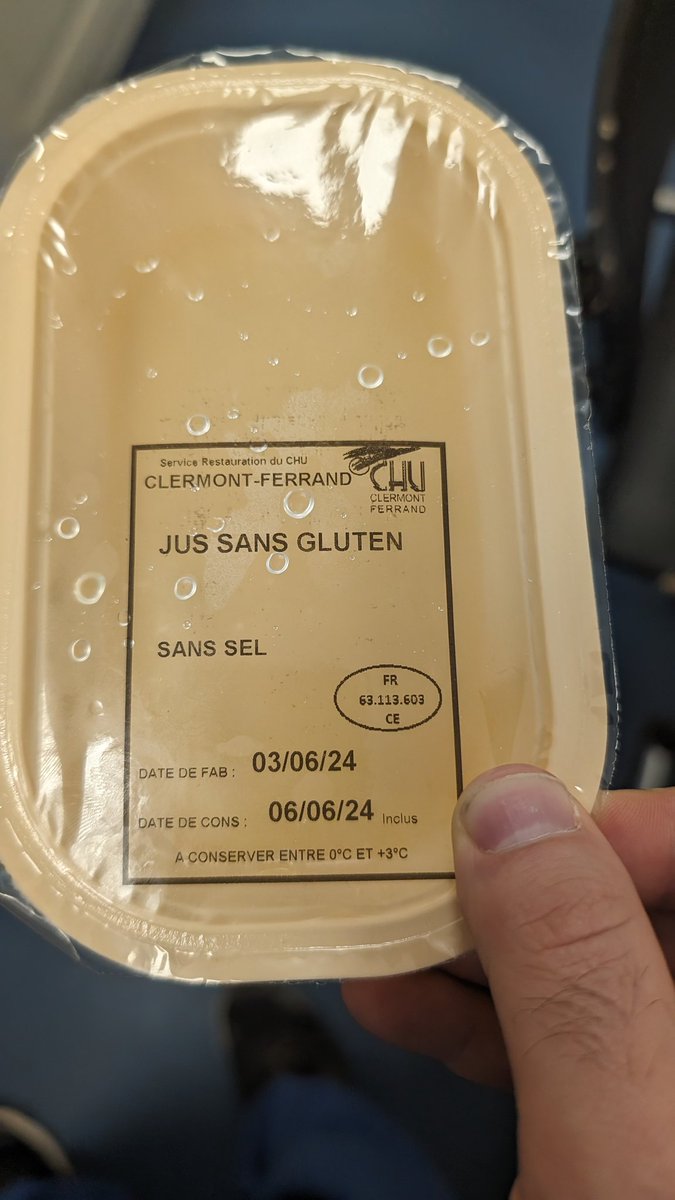 Service Restauration du CHU
CLERMONT-FERRAND
CHU
CLERMONT
FERRAND
JUS SANS GLUTEN
SANS SEL
FR
63.113.603
CE
DATE DE FAB : 03/06/24
DATE DE CONS : 06/06/24 Inclus
A CONSERVER ENTRE 0°C ET +3°C